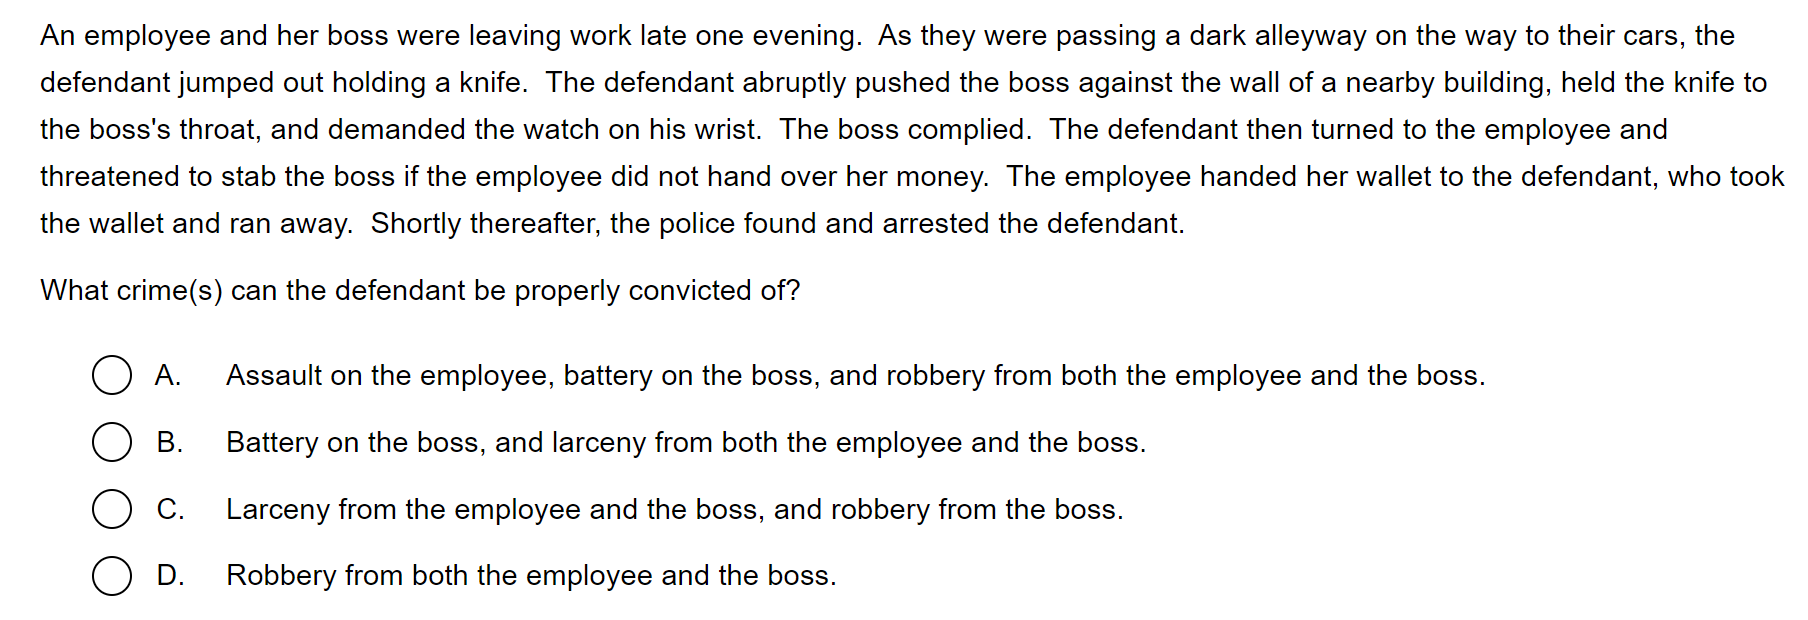 An employee and her boss were leaving work late one evening.  As they were passing a dark alleyway on the way to their cars, the
defendant jumped out holding a knife.  The defendant abruptly pushed the boss against the wall of a nearby building, held the knife to
the boss's throat, and demanded the watch on his wrist.  The boss complied.  The defendant then turned to the employee and
threatened to stab the boss if the employee did not hand over her money.  The employee handed her wallet to the defendant, who took
the wallet and ran away.  Shortly thereafter, the police found and arrested the defendant.
What crime(s) can the defendant be properly convicted of?
A. Assault on the employee, battery on the boss, and robbery from both the employee and the boss.
B. Battery on the boss, and larceny from both the employee and the boss.
C. Larceny from the employee and the boss, and robbery from the boss.
D. Robbery from both the employee and the boss.